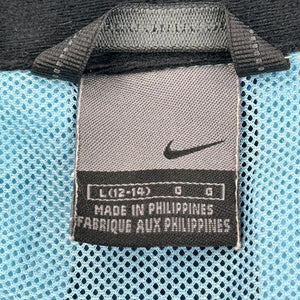 L (12-14) G G
MADE IN PHILIPPINES
FABRIQUE AUX PHILIPPINES